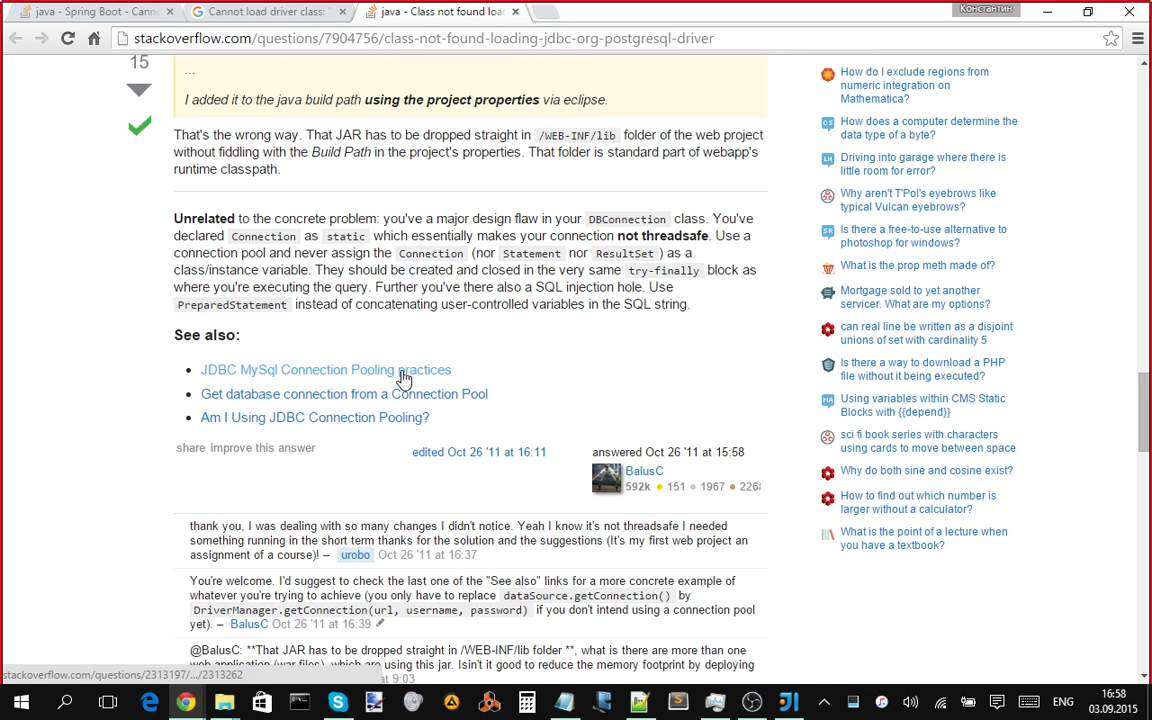 java - Spring Boot - Canno
Cannot load driver class: "
java - Class not found loa
Константин
stackoverflow.com/questions/7904756/class-not-found-loading-jdbc-org-postgresql-driver
15
...
I added it to the java build path using the project properties via eclipse.
That's the wrong way. That JAR has to be dropped straight in /WEB-INF/lib folder of the web project
without fiddling with the Build Path in the project's properties. That folder is standard part of webapp's
runtime classpath.
Unrelated to the concrete problem: you've a major design flaw in your DBConnection class. You've
declared Connection as static which essentially makes your connection not threadsafe. Use a
connection pool and never assign the Connection (nor Statement nor ResultSet ) as a
class/instance variable. They should be created and closed in the very same try-finally block as
where you're executing the query. Further you've there also a SQL injection hole. Use
PreparedStatement instead of concatenating user-controlled variables in the SQL string.
See also:
JDBC MySql Connection Pooling practices
Get database connection from a Connection Pool
Am I Using JDBC Connection Pooling?
share improve this answer
edited Oct 26 '11 at 16:11
answered Oct 26 '11 at 15:58
BalusC
592k 151 1967 2268
thank you, I was dealing with so many changes I didn't notice. Yeah I know it's not threadsafe I needed
something running in the short term thanks for the solution and the suggestions (It's my first web project an
assignment of a course)! – urobo Oct 26 '11 at 16:37
You're welcome. I'd suggest to check the last one of the "See also" links for a more concrete example of
whatever you're trying to achieve (you only have to replace dataSource.getConnection() by
DriverManager.getConnection(url, username, password) if you don't intend using a connection pool
yet). – BalusC Oct 26 '11 at 16:39
@BalusC: **That JAR has to be dropped straight in /WEB-INF/lib folder **, what is there are more than one
web application (war files), which are using this jar. Isn't it good to reduce the memory footprint by deploying
at 9:03
How do I exclude regions from
numeric integration on
Mathematica?
How does a computer determine the
data type of a byte?
Driving into garage where there is
little room for error?
Why aren't T'Pol's eyebrows like
typical Vulcan eyebrows?
Is there a free-to-use alternative to
photoshop for windows?
What is the prop meth made of?
Mortgage sold to yet another
servicer. What are my options?
can real line be written as a disjoint
unions of set with cardinality 5
Is there a way to download a PHP
file without it being executed?
Using variables within CMS Static
Blocks with {{depend}}
sci fi book series with characters
using cards to move between space
Why do both sine and cosine exist?
How to find out which number is
larger without a calculator?
What is the point of a lecture when
you have a textbook?
stackoverflow.com/questions/2313197/.../2313262
ENG
16:58
03.09.2015